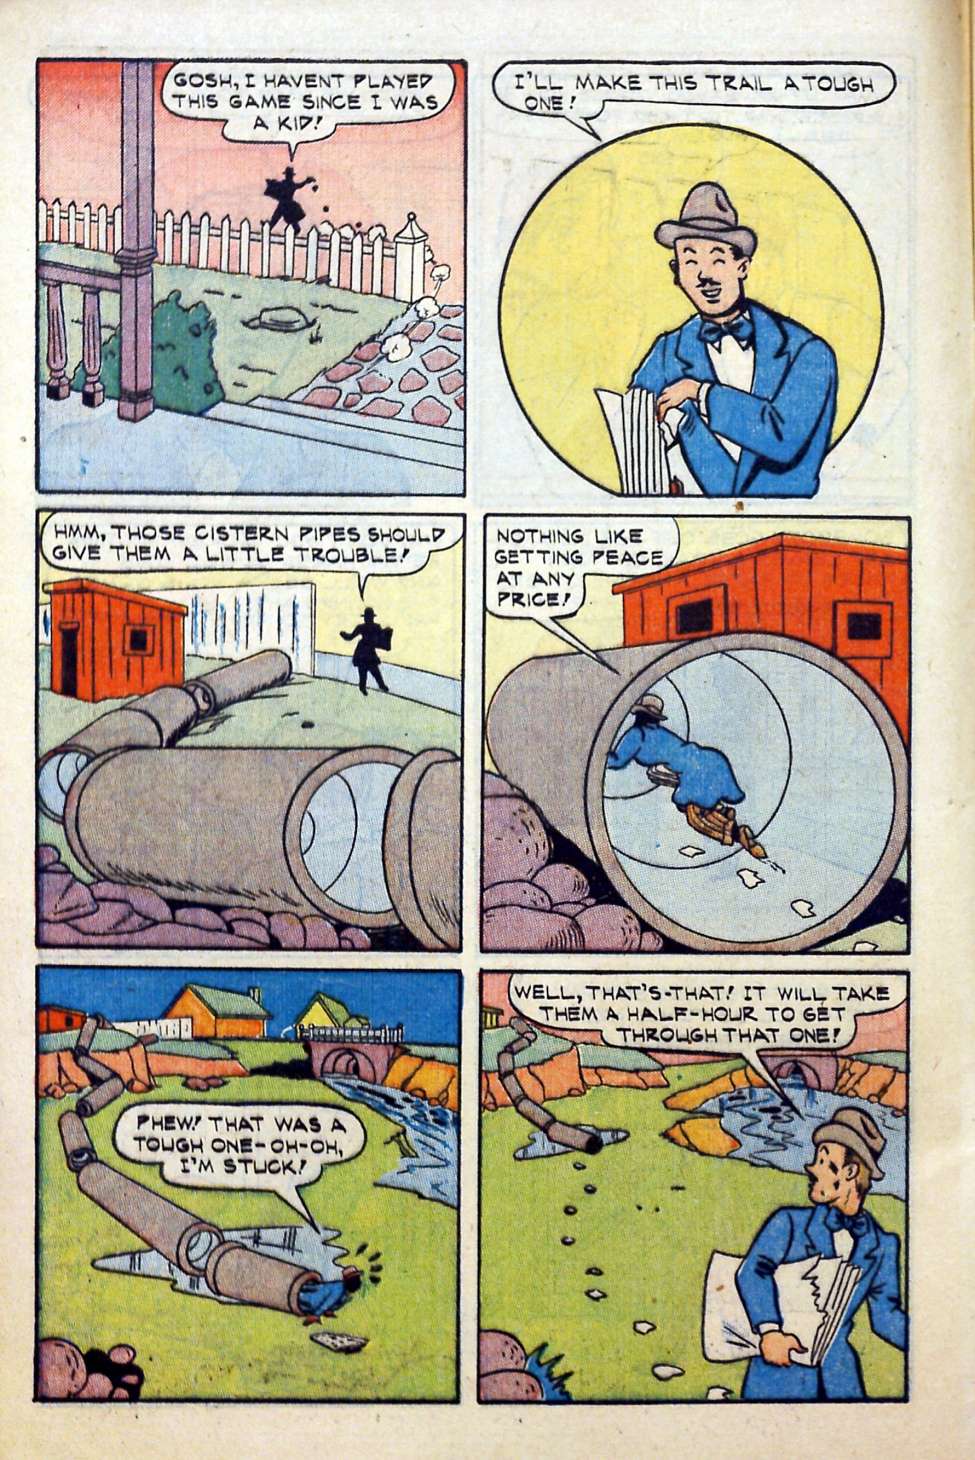 GOSH, I HAVENT PLAYED
THIS GAME SINCE I WAS
A KID!
I'LL MAKE THIS TRAIL A TOUGH
ONE!
HMM, THOSE CISTERN PIPES SHOULD
GIVE THEM A LITTLE TROUBLE!
NOTHING LIKE
GETTING PEACE
AT ANY
PRICE!
PHEW! THAT WAS A
TOUGH ONE-OH-OH,
I'M STUCK!
WELL, THAT'S-THAT! IT WILL TAKE
THEM A HALF-HOUR TO GET
THROUGH THAT ONE!